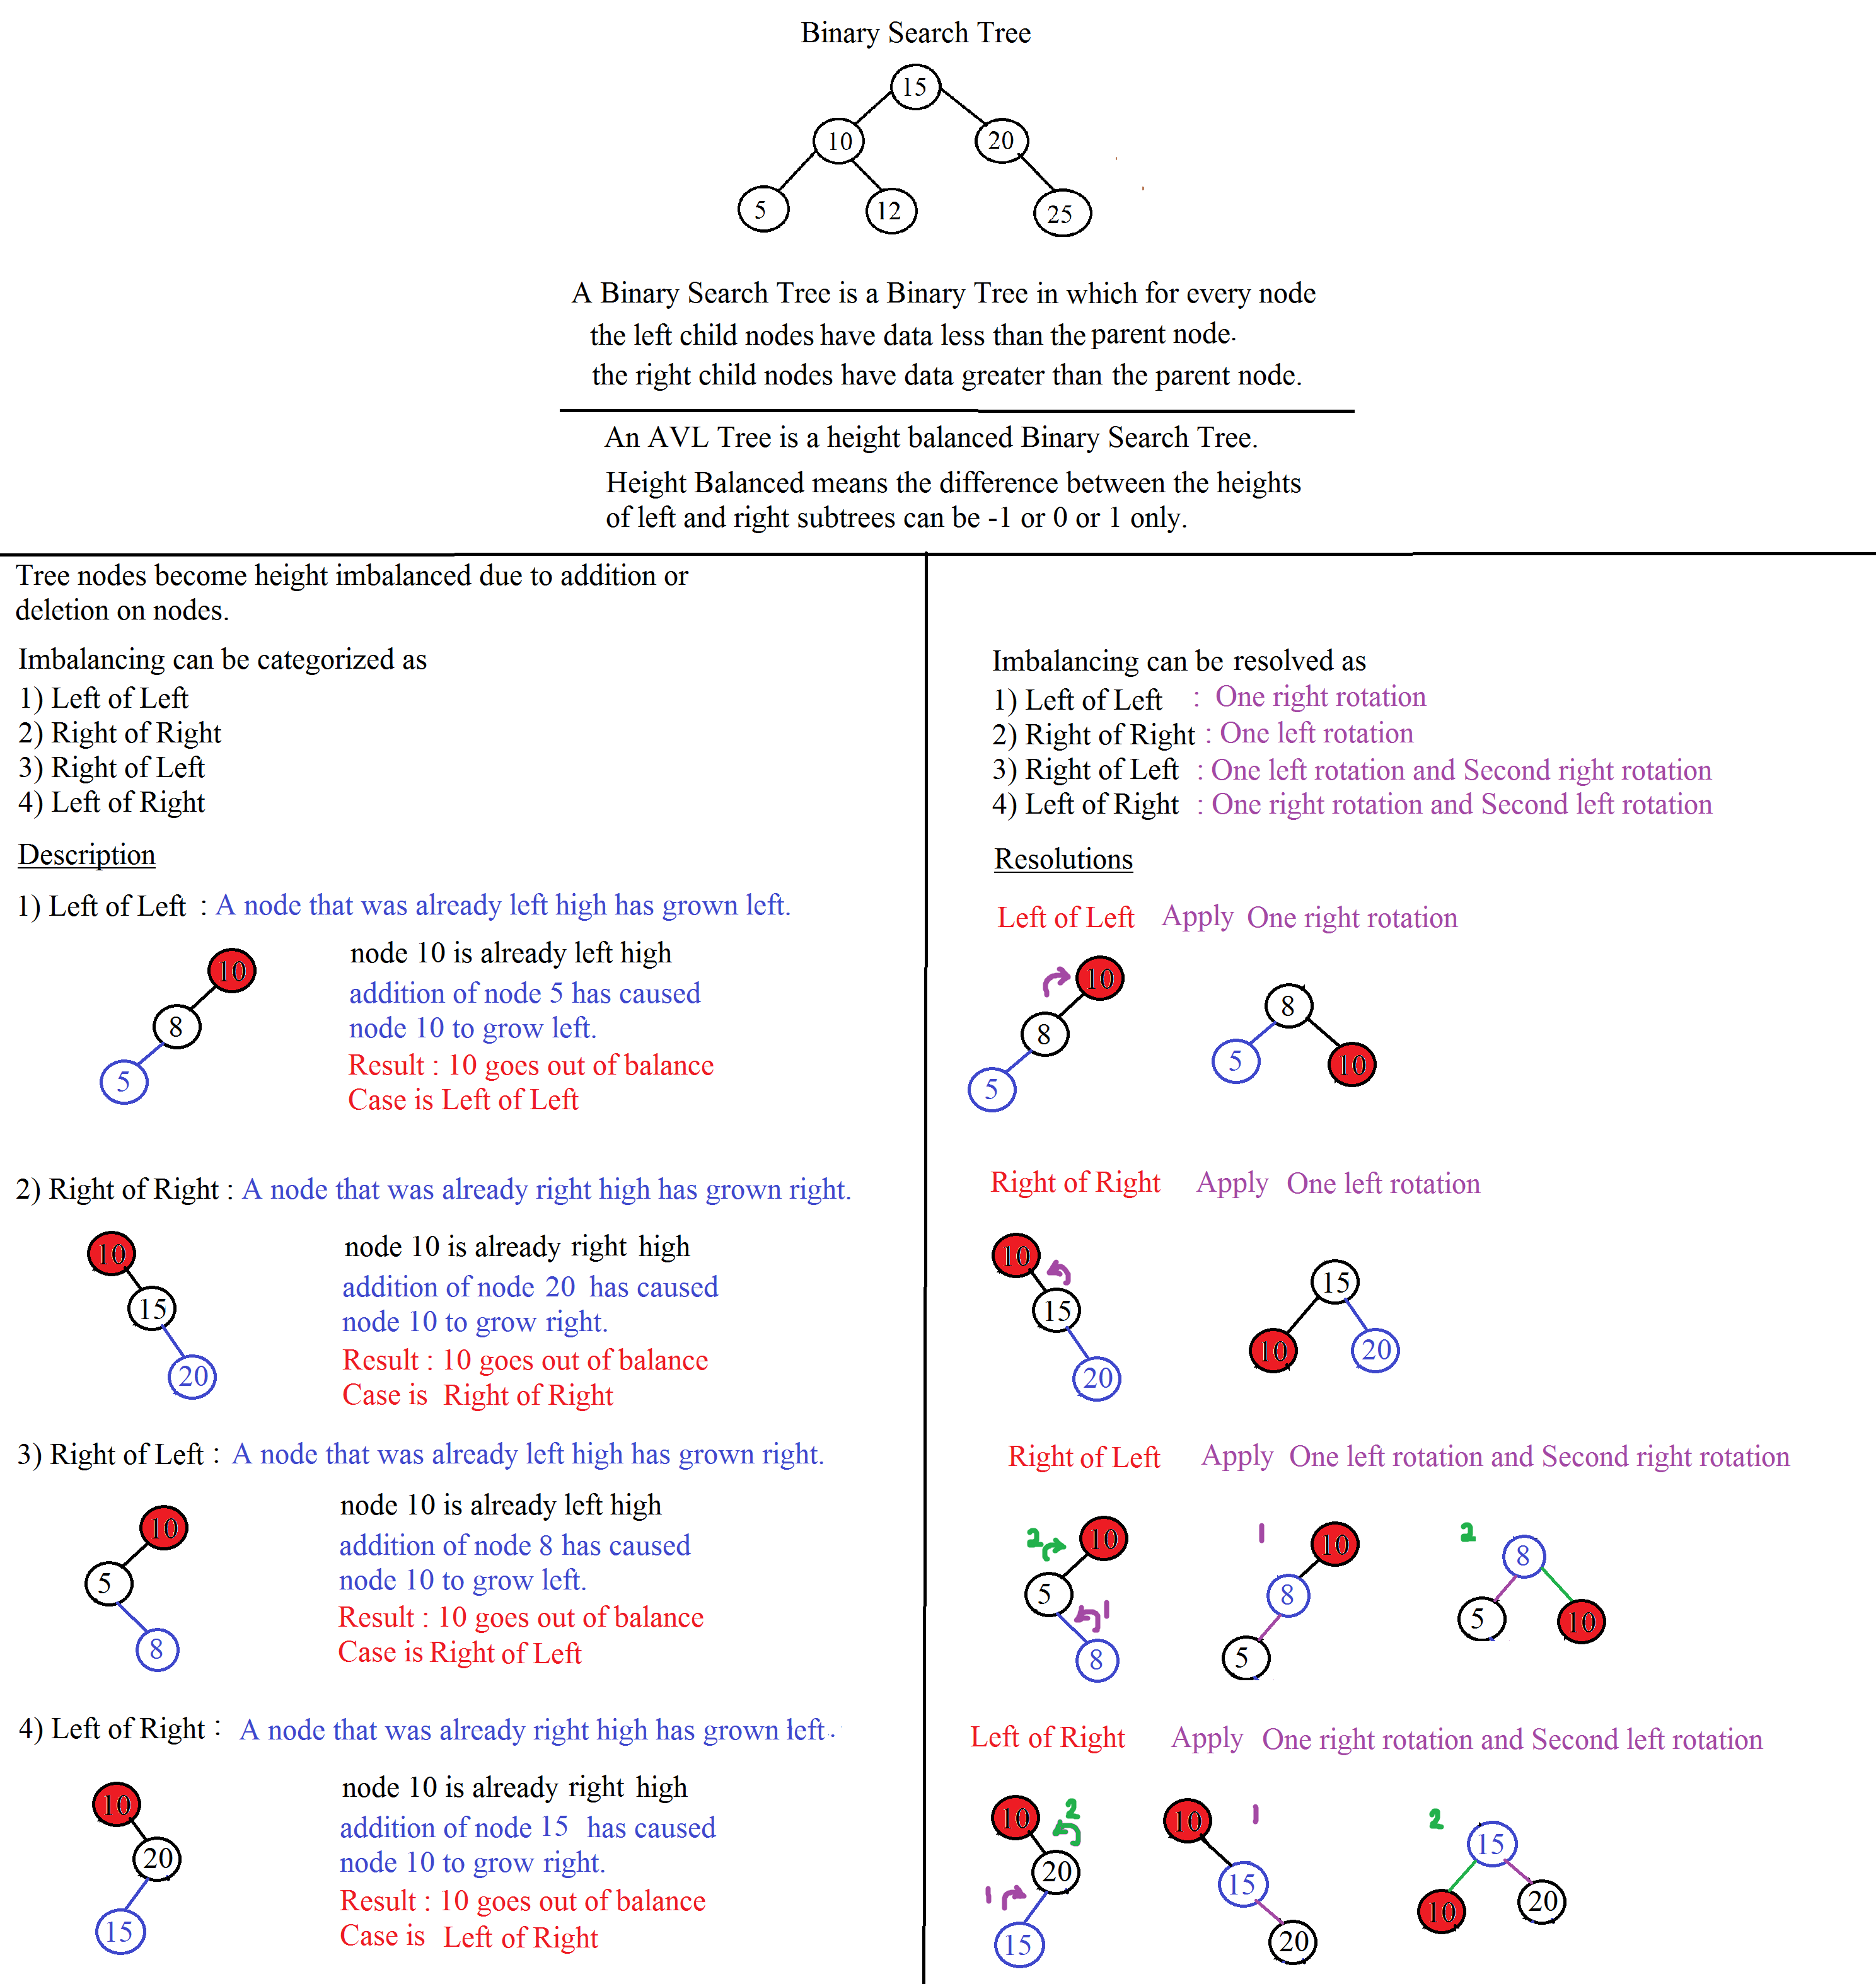 Binary Search Tree
15
10
20
5
12
25
A Binary Search Tree is a Binary Tree in which for every node
the left child nodes have data less than the parent node.
the right child nodes have data greater than the parent node.
An AVL Tree is a height balanced Binary Search Tree.
Height Balanced means the difference between the heights
of left and right subtrees can be -1 or 0 or 1 only.
Tree nodes become height imbalanced due to addition or
deletion on nodes.
Imbalancing can be categorized as
1) Left of Left
2) Right of Right
3) Right of Left
4) Left of Right
Description
1) Left of Left : A node that was already left high has grown left.
10
8
5
node 10 is already left high
addition of node 5 has caused
node 10 to grow left.
Result : 10 goes out of balance
Case is Left of Left
2) Right of Right : A node that was already right high has grown right.
10
15
20
node 10 is already right high
addition of node 20 has caused
node 10 to grow right.
Result : 10 goes out of balance
Case is Right of Right
3) Right of Left : A node that was already left high has grown right.
10
5
8
node 10 is already left high
addition of node 8 has caused
node 10 to grow left.
Result : 10 goes out of balance
Case is Right of Left
4) Left of Right : A node that was already right high has grown left.
10
20
15
node 10 is already right high
addition of node 15 has caused
node 10 to grow right.
Result : 10 goes out of balance
Case is Left of Right
Imbalancing can be resolved as
1) Left of Left : One right rotation
2) Right of Right : One left rotation
3) Right of Left : One left rotation and Second right rotation
4) Left of Right : One right rotation and Second left rotation
Resolutions
Left of Left Apply One right rotation
10
8
5
8
5
10
Right of Right Apply One left rotation
10
15
20
15
10
20
Right of Left Apply One left rotation and Second right rotation
2
10
5
1
8
1
10
8
5
2
8
5
10
Left of Right Apply One right rotation and Second left rotation
10
2
20
1
15
10
1
15
20
2
15
10
20